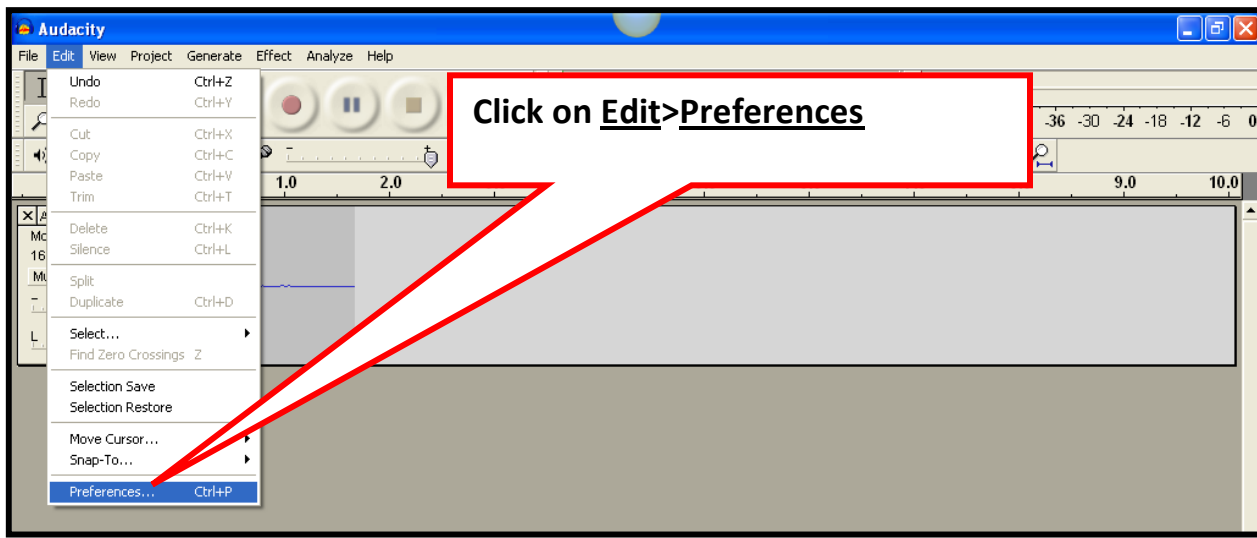 Audacity
File Edit View Project Generate Effect Analyze Help
Click on Edit>Preferences
-36 -30 -24 -18 -12 -6 0
1.0 2.0 9.0 10.0
Undo Ctrl+Z
Redo Ctrl+Y
Cut Ctrl+X
Copy Ctrl+C
Paste Ctrl+V
Trim Ctrl+T
Delete Ctrl+K
Silence Ctrl+L
Split
Duplicate Ctrl+D
Select...
Find Zero Crossings Z
Selection Save
Selection Restore
Move Cursor...
Snap-To...
Preferences... Ctrl+P
L